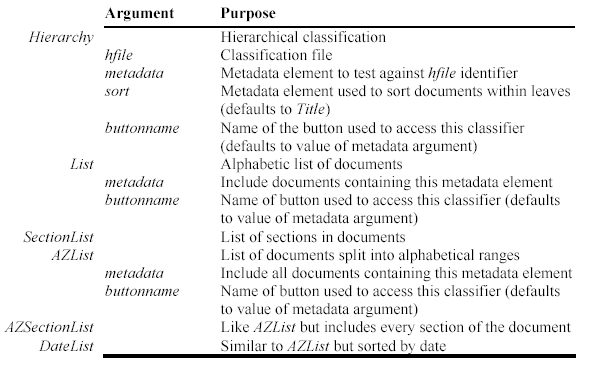 Argument Purpose
Hierarchy Hierarchical classification
hfile Classification file
metadata Metadata element to test against hfile identifier
sort Metadata element used to sort documents within leaves
(defaults to Title)
buttonname Name of the button used to access this classifier
(defaults to value of metadata argument)
List Alphabetic list of documents
metadata Include documents containing this metadata element
buttonname Name of button used to access this classifier (defaults
to value of metadata argument)
SectionList List of sections in documents
AZList List of documents split into alphabetical ranges
metadata Include all documents containing this metadata element
buttonname Name of button used to access this classifier (defaults
to value of metadata argument)
AZSectionList Like AZList but includes every section of the document
DateList Similar to AZList but sorted by date